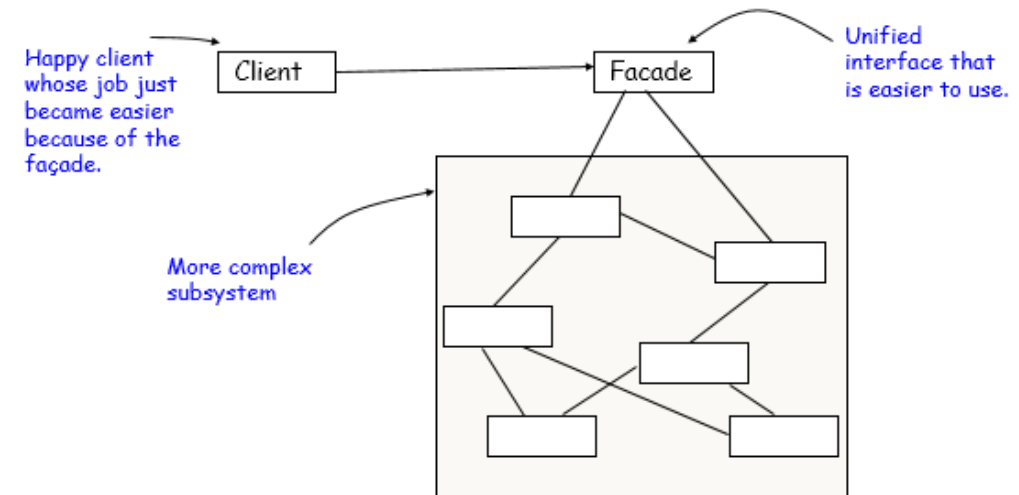 Happy client
whose job just
became easier
because of the
façade.
Client
Facade
Unified
interface that
is easier to use.
More complex
subsystem